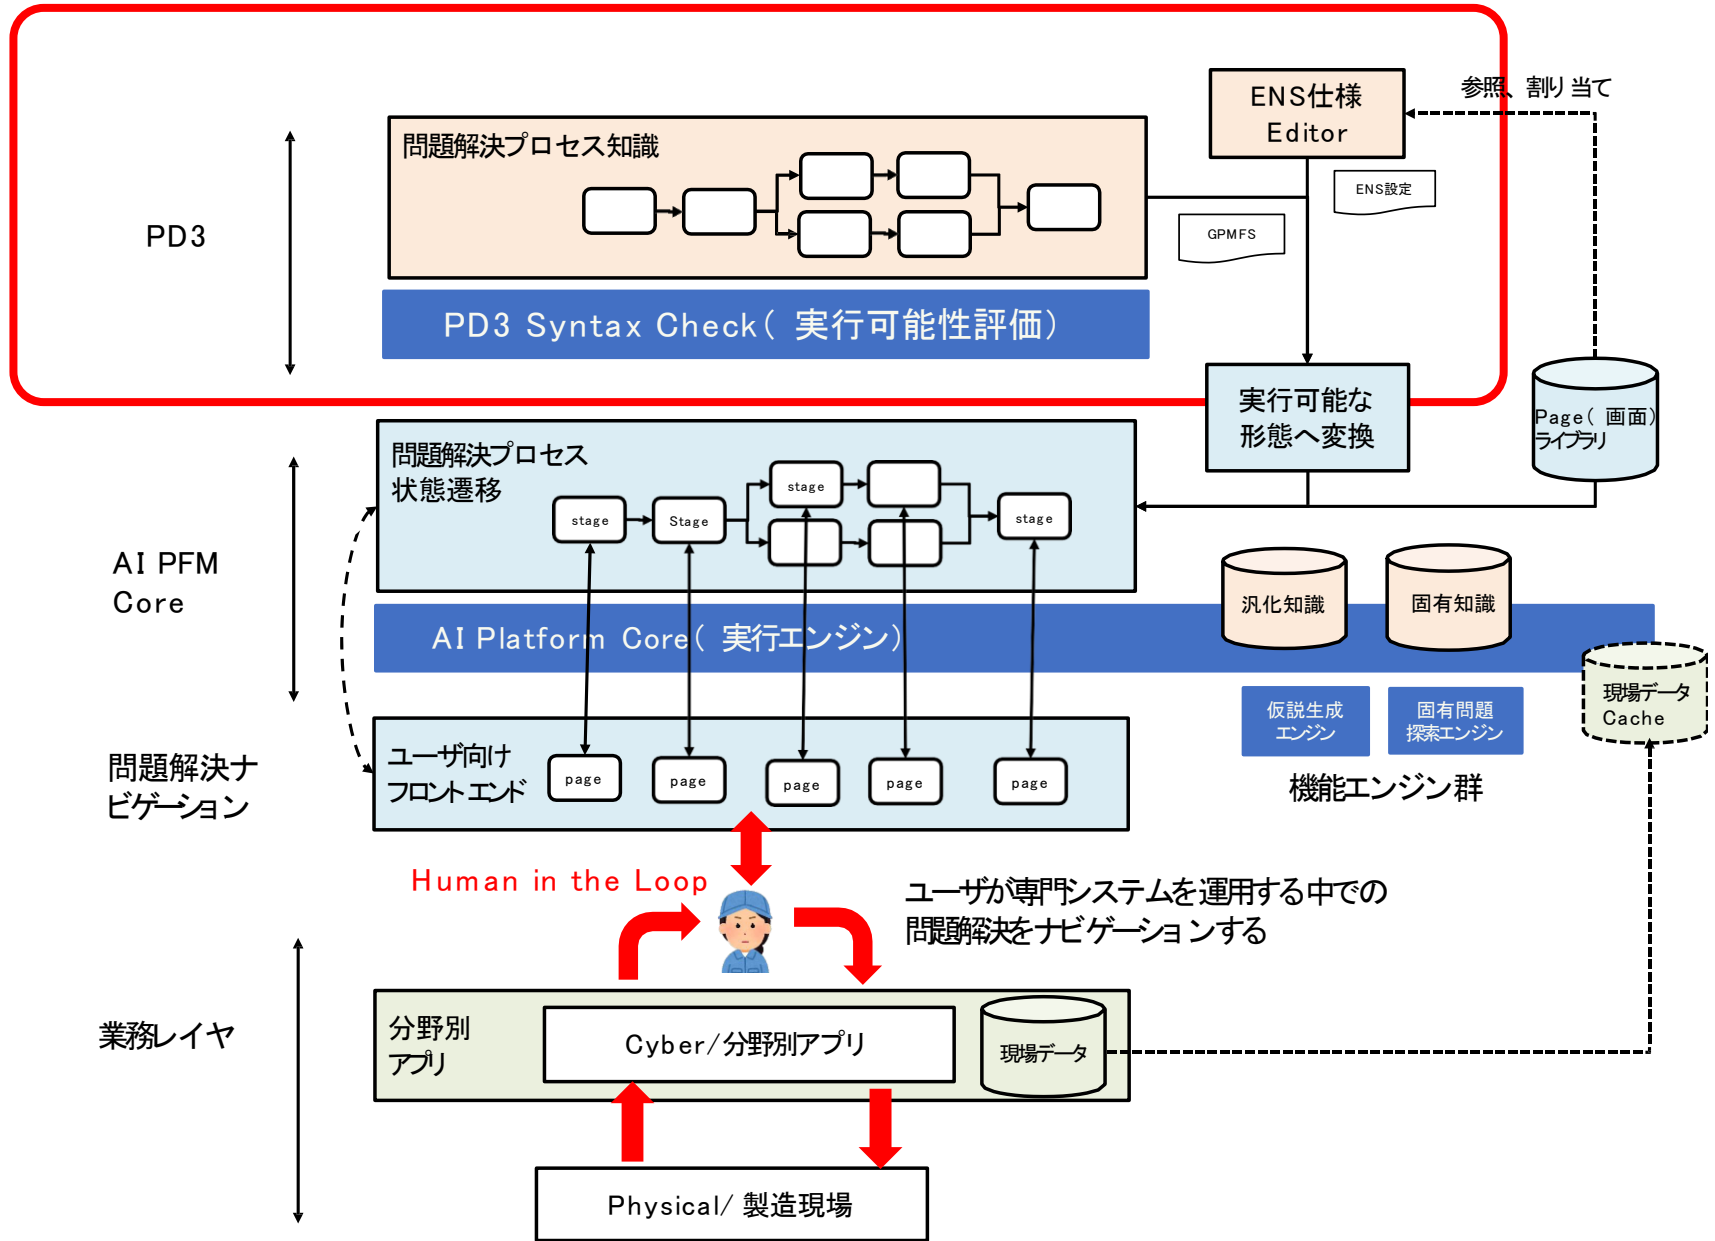 ENS仕様
Editor
参照、割り当て
問題解決プロセス知識
ENS設定
GPMFS
PD3
PD3 Syntax Check( 実行可能性評価)
実行可能な
形態へ変換
Page( 画面)
ライブラリ
問題解決プロセス
状態遷移
stage
stage
Stage
stage
AI PFM
Core
汎化知識
固有知識
AI Platform Core( 実行エンジン)
現場データ
Cache
仮説生成
エンジン
固有問題
探索エンジン
機能エンジン群
問題解決ナ
ビゲーション
ユーザ向け
フロントエンド
page
page
page
page
page
Human in the Loop
ユーザが専門システムを運用する中での
問題解決をナビゲーションする
業務レイヤ
分野別
アプリ
Cyber/分野別アプリ
現場データ
Physical/ 製造現場